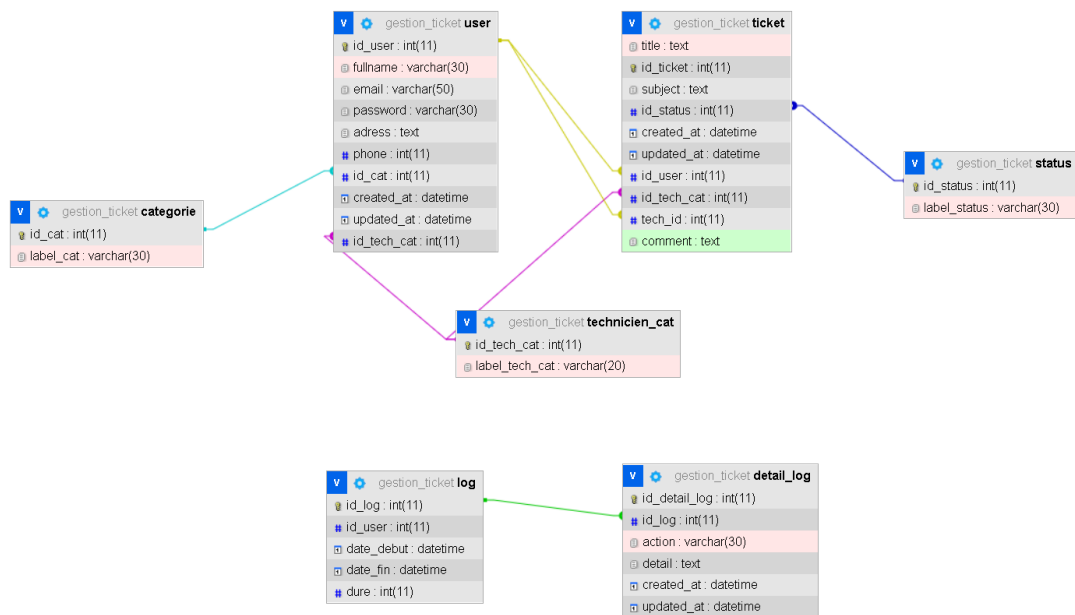 V gestion_ticket user
id_user : int(11)
fullname : varchar(30)
email : varchar(50)
password : varchar(30)
adress : text
phone : int(11)
id_cat : int(11)
created_at : datetime
updated_at : datetime
id_tech_cat : int(11)
V gestion_ticket ticket
title : text
id_ticket : int(11)
subject : text
id_status : int(11)
created_at : datetime
updated_at : datetime
id_user : int(11)
id_tech_cat : int(11)
tech_id : int(11)
comment : text
V gestion_ticket status
id_status : int(11)
label_status : varchar(30)
V gestion_ticket categorie
id_cat : int(11)
label_cat : varchar(30)
V gestion_ticket technicien_cat
id_tech_cat : int(11)
label_tech_cat : varchar(20)
V gestion_ticket log
id_log : int(11)
id_user : int(11)
date_debut : datetime
date_fin : datetime
dure : int(11)
V gestion_ticket detail_log
id_detail_log : int(11)
id_log : int(11)
action : varchar(30)
detail : text
created_at : datetime
updated_at : datetime